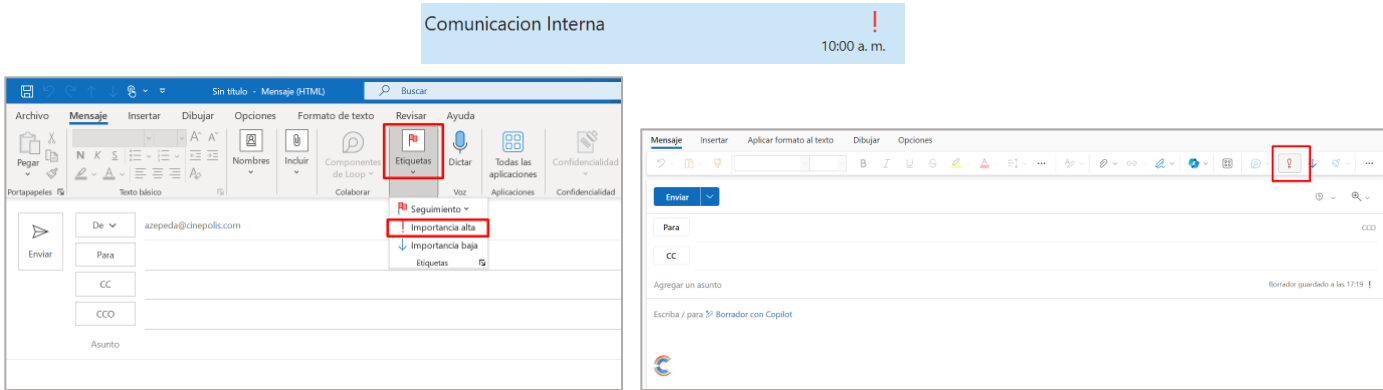 Comunicacion Interna
10:00 a. m.
Sin título - Mensaje (HTML)
Buscar
Archivo Mensaje Insertar Dibujar Opciones Formato de texto Revisar Ayuda
Pegar
N K S
A A
Nombres
Incluir
Componentes de Loop
Etiquetas
Dictar
Todas las aplicaciones
Confidencialidad
Portapapeles Texto básico Colaborar Voz Aplicaciones Confidencialidad
Seguimiento
! Importancia alta
Importancia baja
Etiquetas
Enviar
De azepeda@cinepolis.com
Para
CC
CCO
Asunto
Mensaje Insertar Aplicar formato al texto Dibujar Opciones
B I U S A
Enviar
Para CCO
CC
Agregar un asunto Borrador guardado a las 17:19 !
Escriba / para Borrador con Copilot